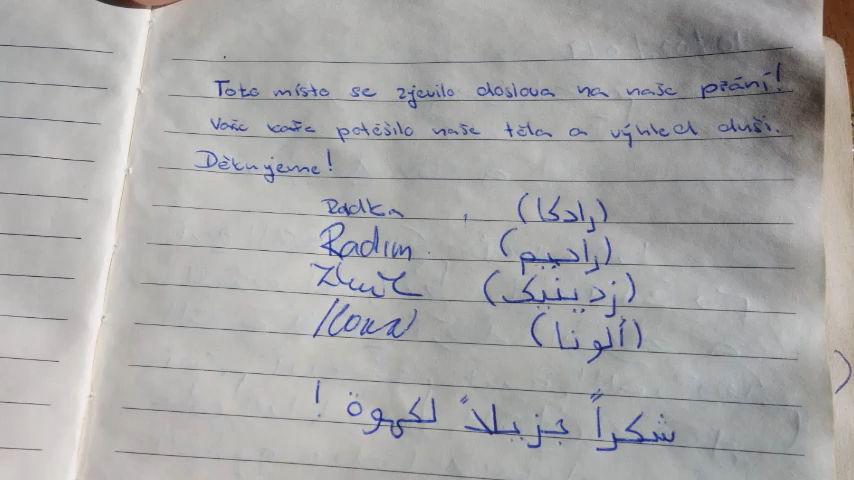 Toto místo se zjevilo doslova na naše přání!
Vaše kafe potěšilo naše těla a výhled duši.
Děkujeme!
Radka (رادكا)
Radim (راديم)
Zdeněk (زدينيك)
Ilona (ألونا)
شكراً جزيلاً لكهوة !